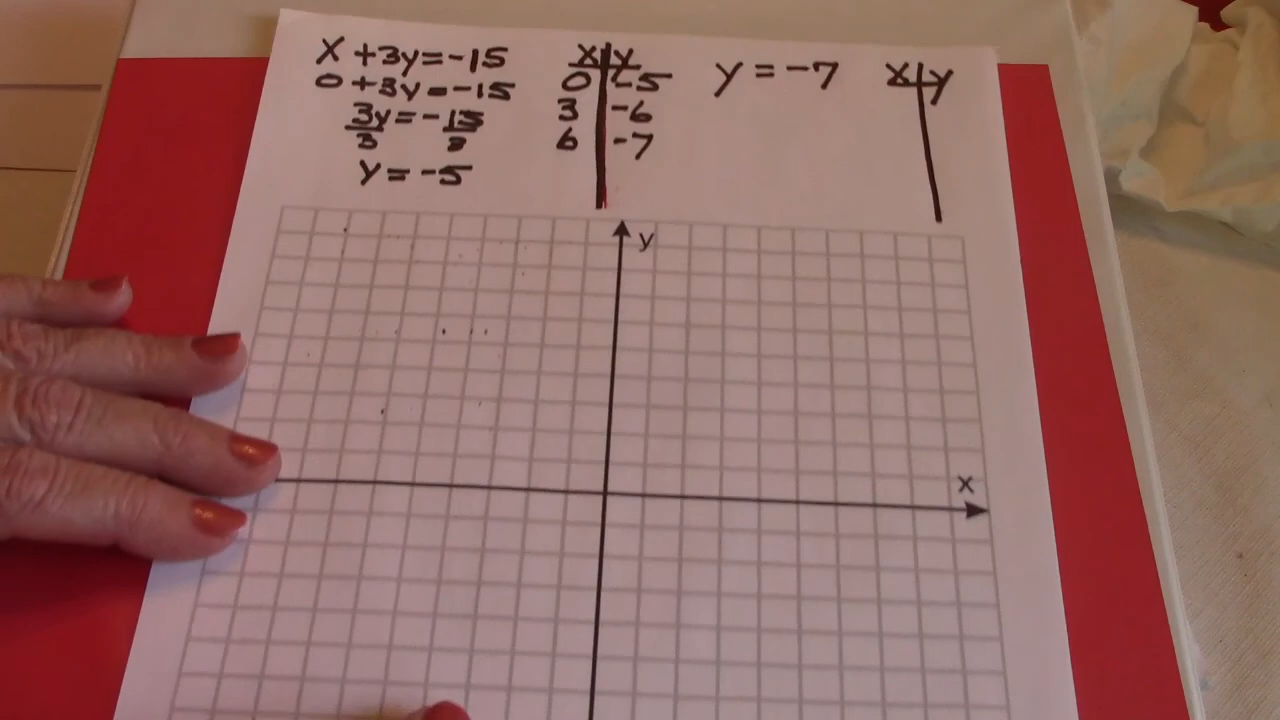 x + 3y = -15
0 + 3y = -15
3y = -15
3 3
y = -5
x y
0 -5
3 -6
6 -7
y = -7
x y
y
x